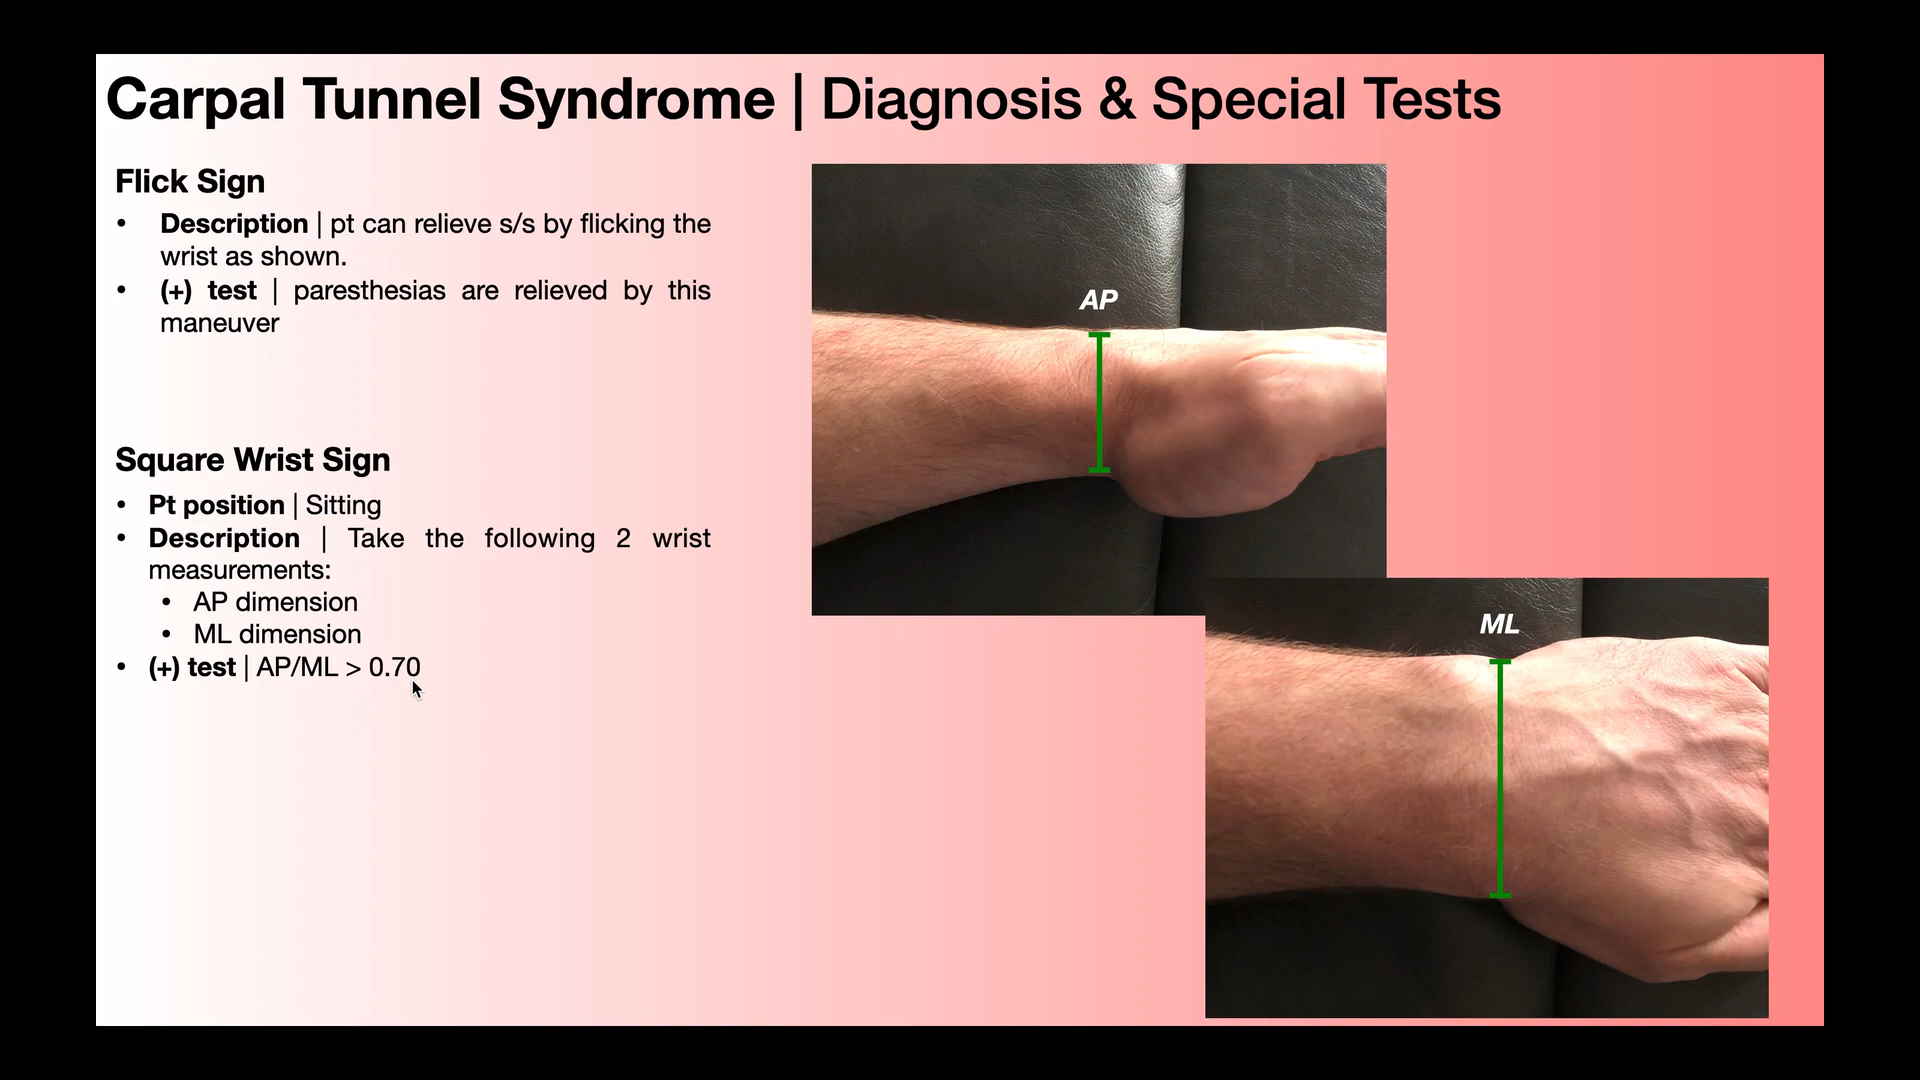 Carpal Tunnel Syndrome | Diagnosis & Special Tests
Flick Sign
• Description | pt can relieve s/s by flicking the
wrist as shown.
• (+) test | paresthesias are relieved by this
maneuver
Square Wrist Sign
• Pt position | Sitting
• Description | Take the following 2 wrist
measurements:
• AP dimension
• ML dimension
• (+) test | AP/ML > 0.70
AP
ML